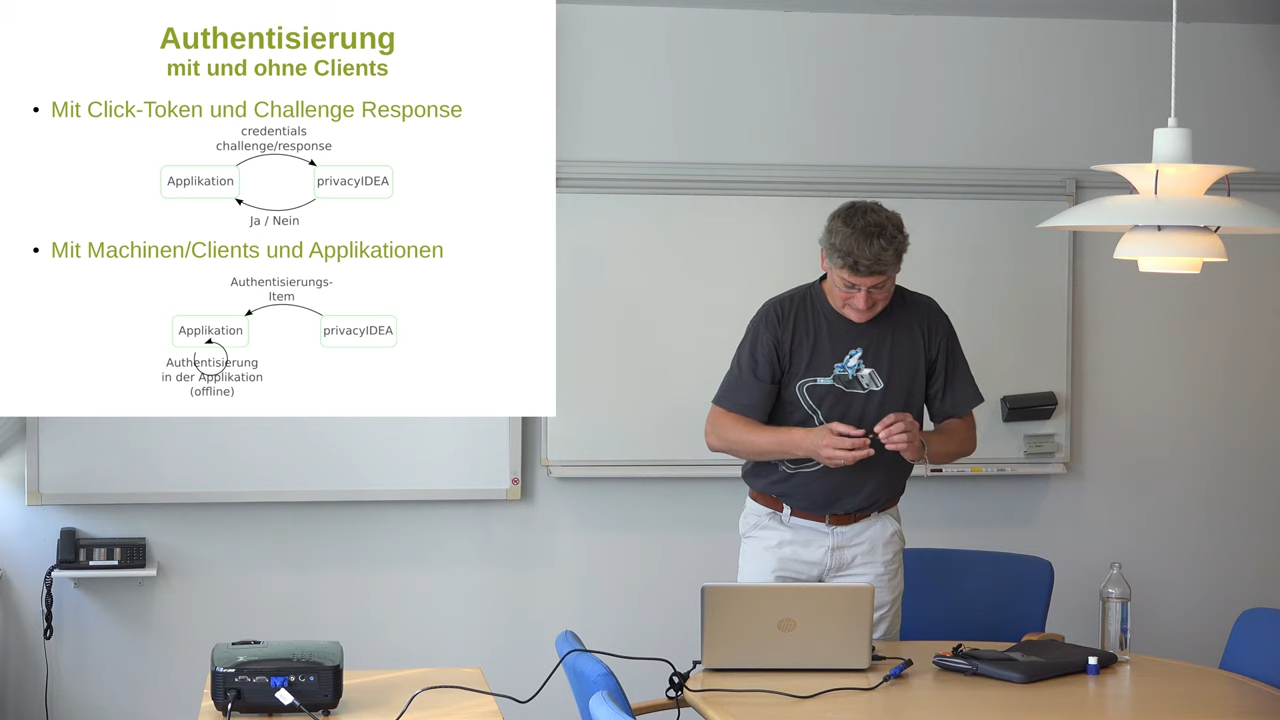 Authentisierung
mit und ohne Clients
• Mit Click-Token und Challenge Response
credentials
challenge/response
Applikation
privacyIDEA
Ja / Nein
• Mit Machinen/Clients und Applikationen
Authentisierungs-
Item
Applikation
privacyIDEA
Authentisierung
in der Applikation
(offline)
hp